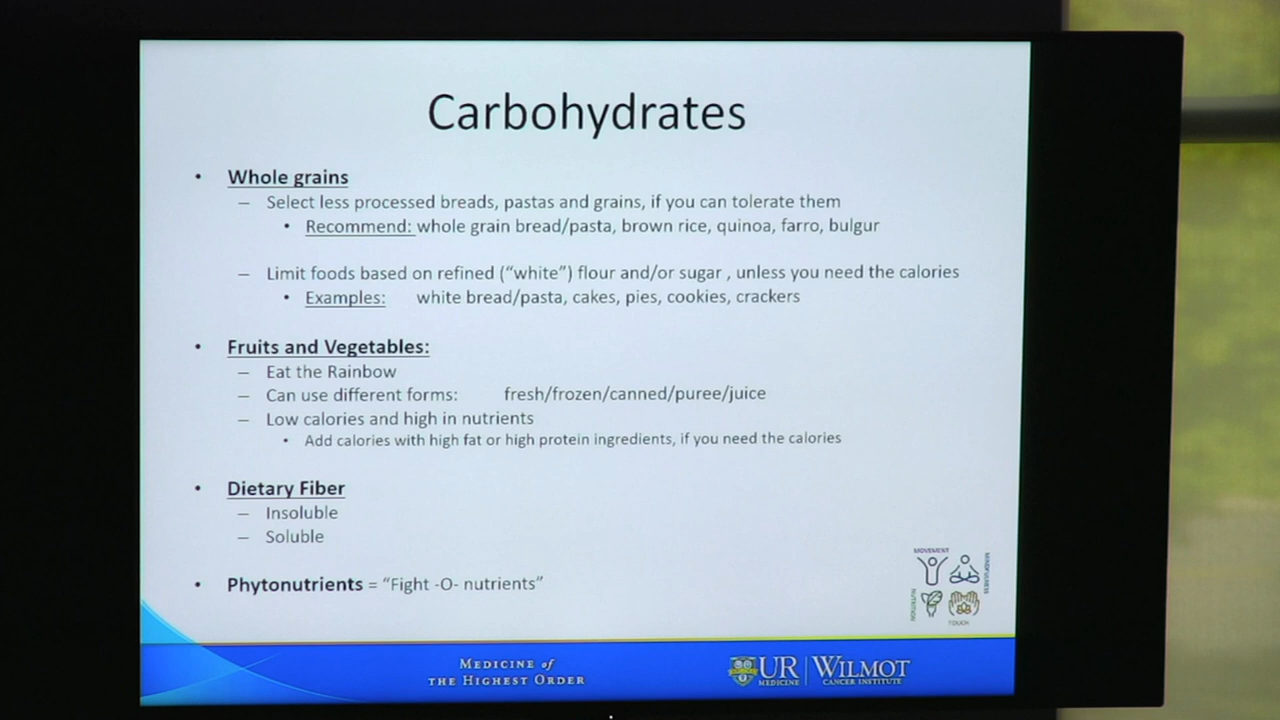 Carbohydrates
• Whole grains
– Select less processed breads, pastas and grains, if you can tolerate them
• Recommend: whole grain bread/pasta, brown rice, quinoa, farro, bulgur
– Limit foods based on refined (“white”) flour and/or sugar , unless you need the calories
• Examples: white bread/pasta, cakes, pies, cookies, crackers
• Fruits and Vegetables:
– Eat the Rainbow
– Can use different forms: fresh/frozen/canned/puree/juice
– Low calories and high in nutrients
• Add calories with high fat or high protein ingredients, if you need the calories
• Dietary Fiber
– Insoluble
– Soluble
• Phytonutrients = “Fight -O- nutrients”
MOVEMENT
MINDFULNESS
NUTRITION
TOUCH
MEDICINE of
THE HIGHEST ORDER
UR
MEDICINE
WILMOT
CANCER INSTITUTE